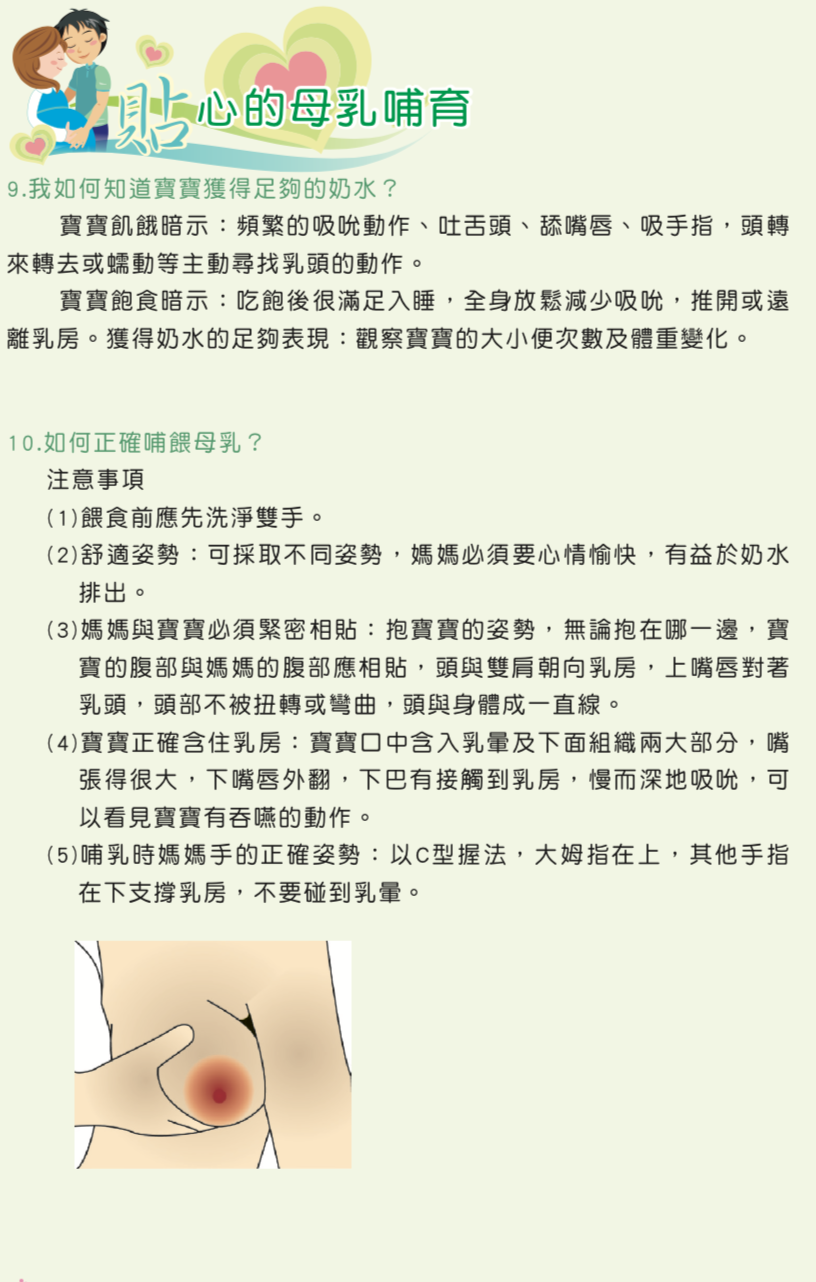 貼心的母乳哺育
9.我如何知道寶寶獲得足夠的奶水？
寶寶飢餓暗示：頻繁的吸吮動作、吐舌頭、舔嘴唇、吸手指，頭轉
來轉去或蠕動等主動尋找乳頭的動作。
寶寶飽食暗示：吃飽後很滿足入睡，全身放鬆減少吸吮，推開或遠
離乳房。獲得奶水的足夠表現：觀察寶寶的大小便次數及體重變化。
10.如何正確哺餵母乳？
注意事項
(1)餵食前應先洗淨雙手。
(2)舒適姿勢：可採取不同姿勢，媽媽必須要心情愉快，有益於奶水
排出。
(3)媽媽與寶寶必須緊密相貼：抱寶寶的姿勢，無論抱在哪一邊，寶
寶的腹部與媽媽的腹部應相貼，頭與雙肩朝向乳房，上嘴唇對著
乳頭，頭部不被扭轉或彎曲，頭與身體成一直線。
(4)寶寶正確含住乳房：寶寶口中含入乳暈及下面組織兩大部分，嘴
張得很大，下嘴唇外翻，下巴有接觸到乳房，慢而深地吸吮，可
以看見寶寶有吞嚥的動作。
(5)哺乳時媽媽手的正確姿勢：以C型握法，大姆指在上，其他手指
在下支撐乳房，不要碰到乳暈。